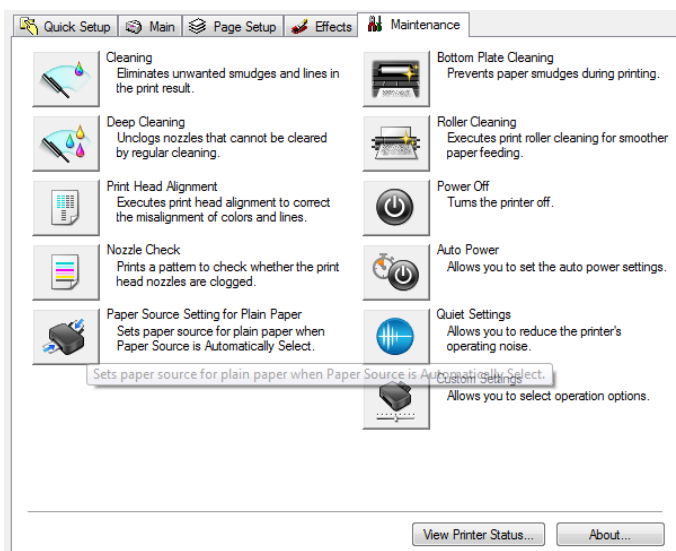 Quick Setup Main Page Setup Effects Maintenance
Cleaning
Eliminates unwanted smudges and lines in
the print result.
Deep Cleaning
Unclogs nozzles that cannot be cleared
by regular cleaning.
Print Head Alignment
Executes print head alignment to correct
the misalignment of colors and lines.
Nozzle Check
Prints a pattern to check whether the print
head nozzles are clogged.
Paper Source Setting for Plain Paper
Sets paper source for plain paper when
Paper Source is Automatically Select.
Sets paper source for plain paper when Paper Source is Automatically Select.
Bottom Plate Cleaning
Prevents paper smudges during printing.
Roller Cleaning
Executes print roller cleaning for smoother
paper feeding.
Power Off
Turns the printer off.
Auto Power
Allows you to set the auto power settings.
Quiet Settings
Allows you to reduce the printer's
operating noise.
Custom Settings
Allows you to select operation options.
View Printer Status... About...